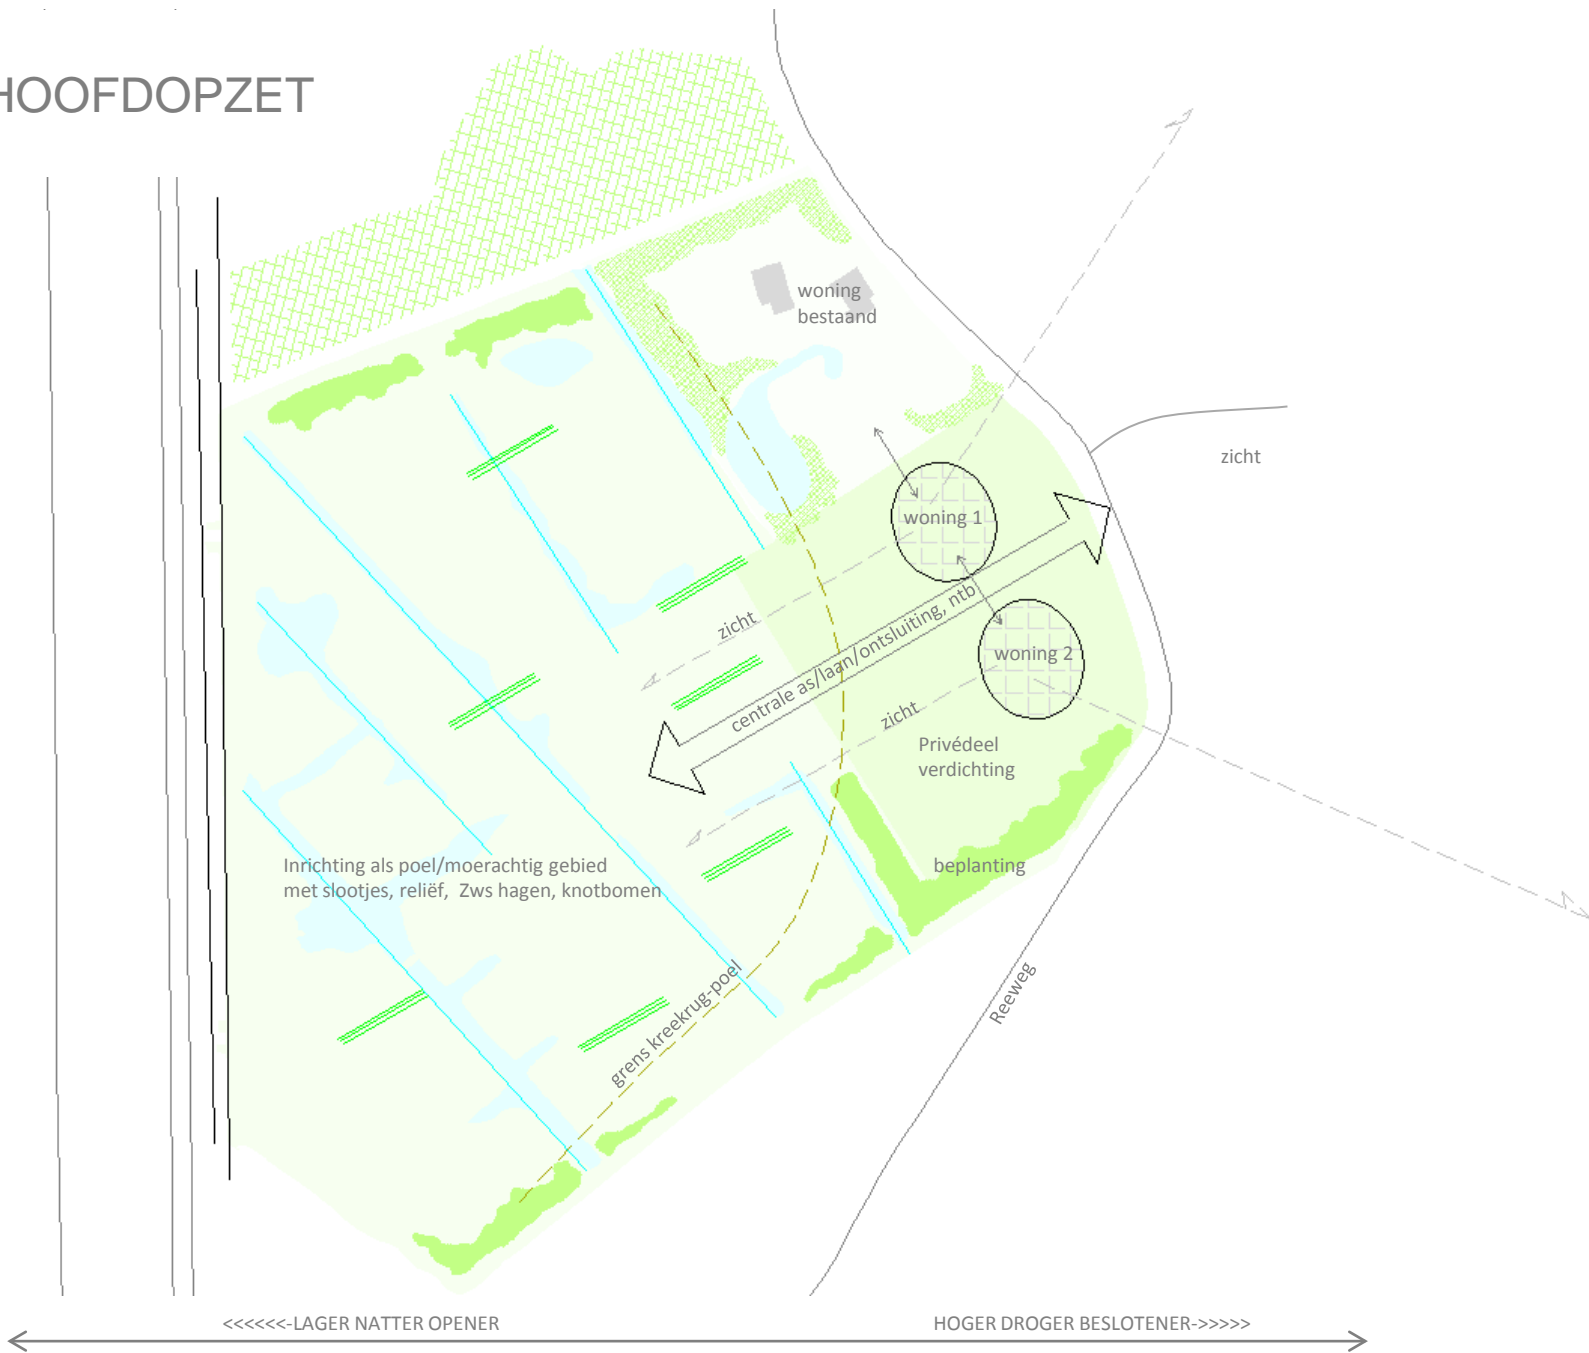 HOOFDOPZET
woning
bestaand
zicht
woning 1
centrale as/laan/ontsluiting, ntb
zicht
woning 2
zicht
Privédeel
verdichting
beplanting
Inrichting als poel/moerachtig gebied
met slootjes, reliëf, Zws hagen, knotbomen
grens kreekrug-poel
Reeweg
<<<<<<-LAGER NATTER OPENER
HOGER DROGER BESLOTENER->>>>>